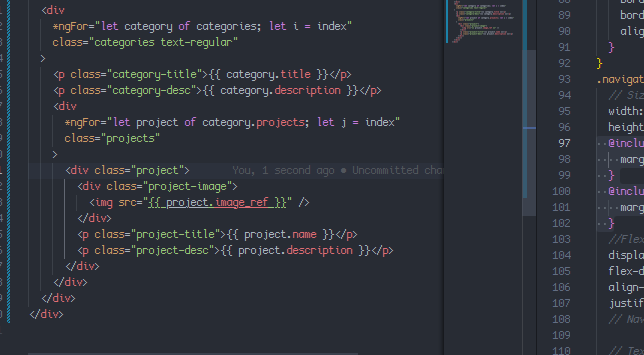 <div
*ngFor="let category of categories; let i = index"
class="categories text-regular"
>
<p class="category-title">{{ category.title }}</p>
<p class="category-desc">{{ category.description }}</p>
<div
*ngFor="let project of category.projects; let j = index"
class="projects"
>
<div class="project"> You, 1 second ago • Uncommitted cha
<div class="project-image">
<img src="{{ project.image_ref }}" />
</div>
<p class="project-title">{{ project.name }}</p>
<p class="project-desc">{{ project.description }}</p>
</div>
</div>
</div>
</div>
89 bord
90 alig
91 }
92 }
93 .navigat
94 // Siz
95 width:
96 height
97 @inclu
98 marg
99 }
100 @inclu
101 marg
102 }
103 //Flex
104 displa
105 flex-d
106 align-
107 justif
108 // Nav
109
110 // Te